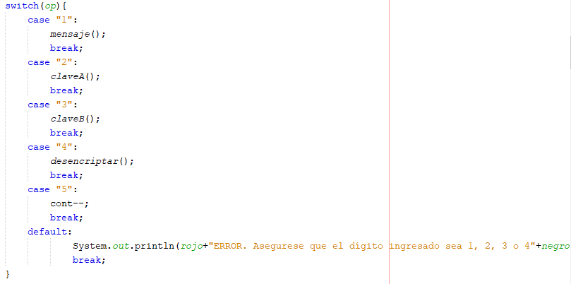 switch(op){
case "1":
mensaje();
break;
case "2":
claveA();
break;
case "3":
claveB();
break;
case "4":
desencriptar();
break;
case "5":
cont--;
break;
default:
System.out.println(rojo+"ERROR. Asegurese que el digito ingresado sea 1, 2, 3 o 4"+negro
break;
}